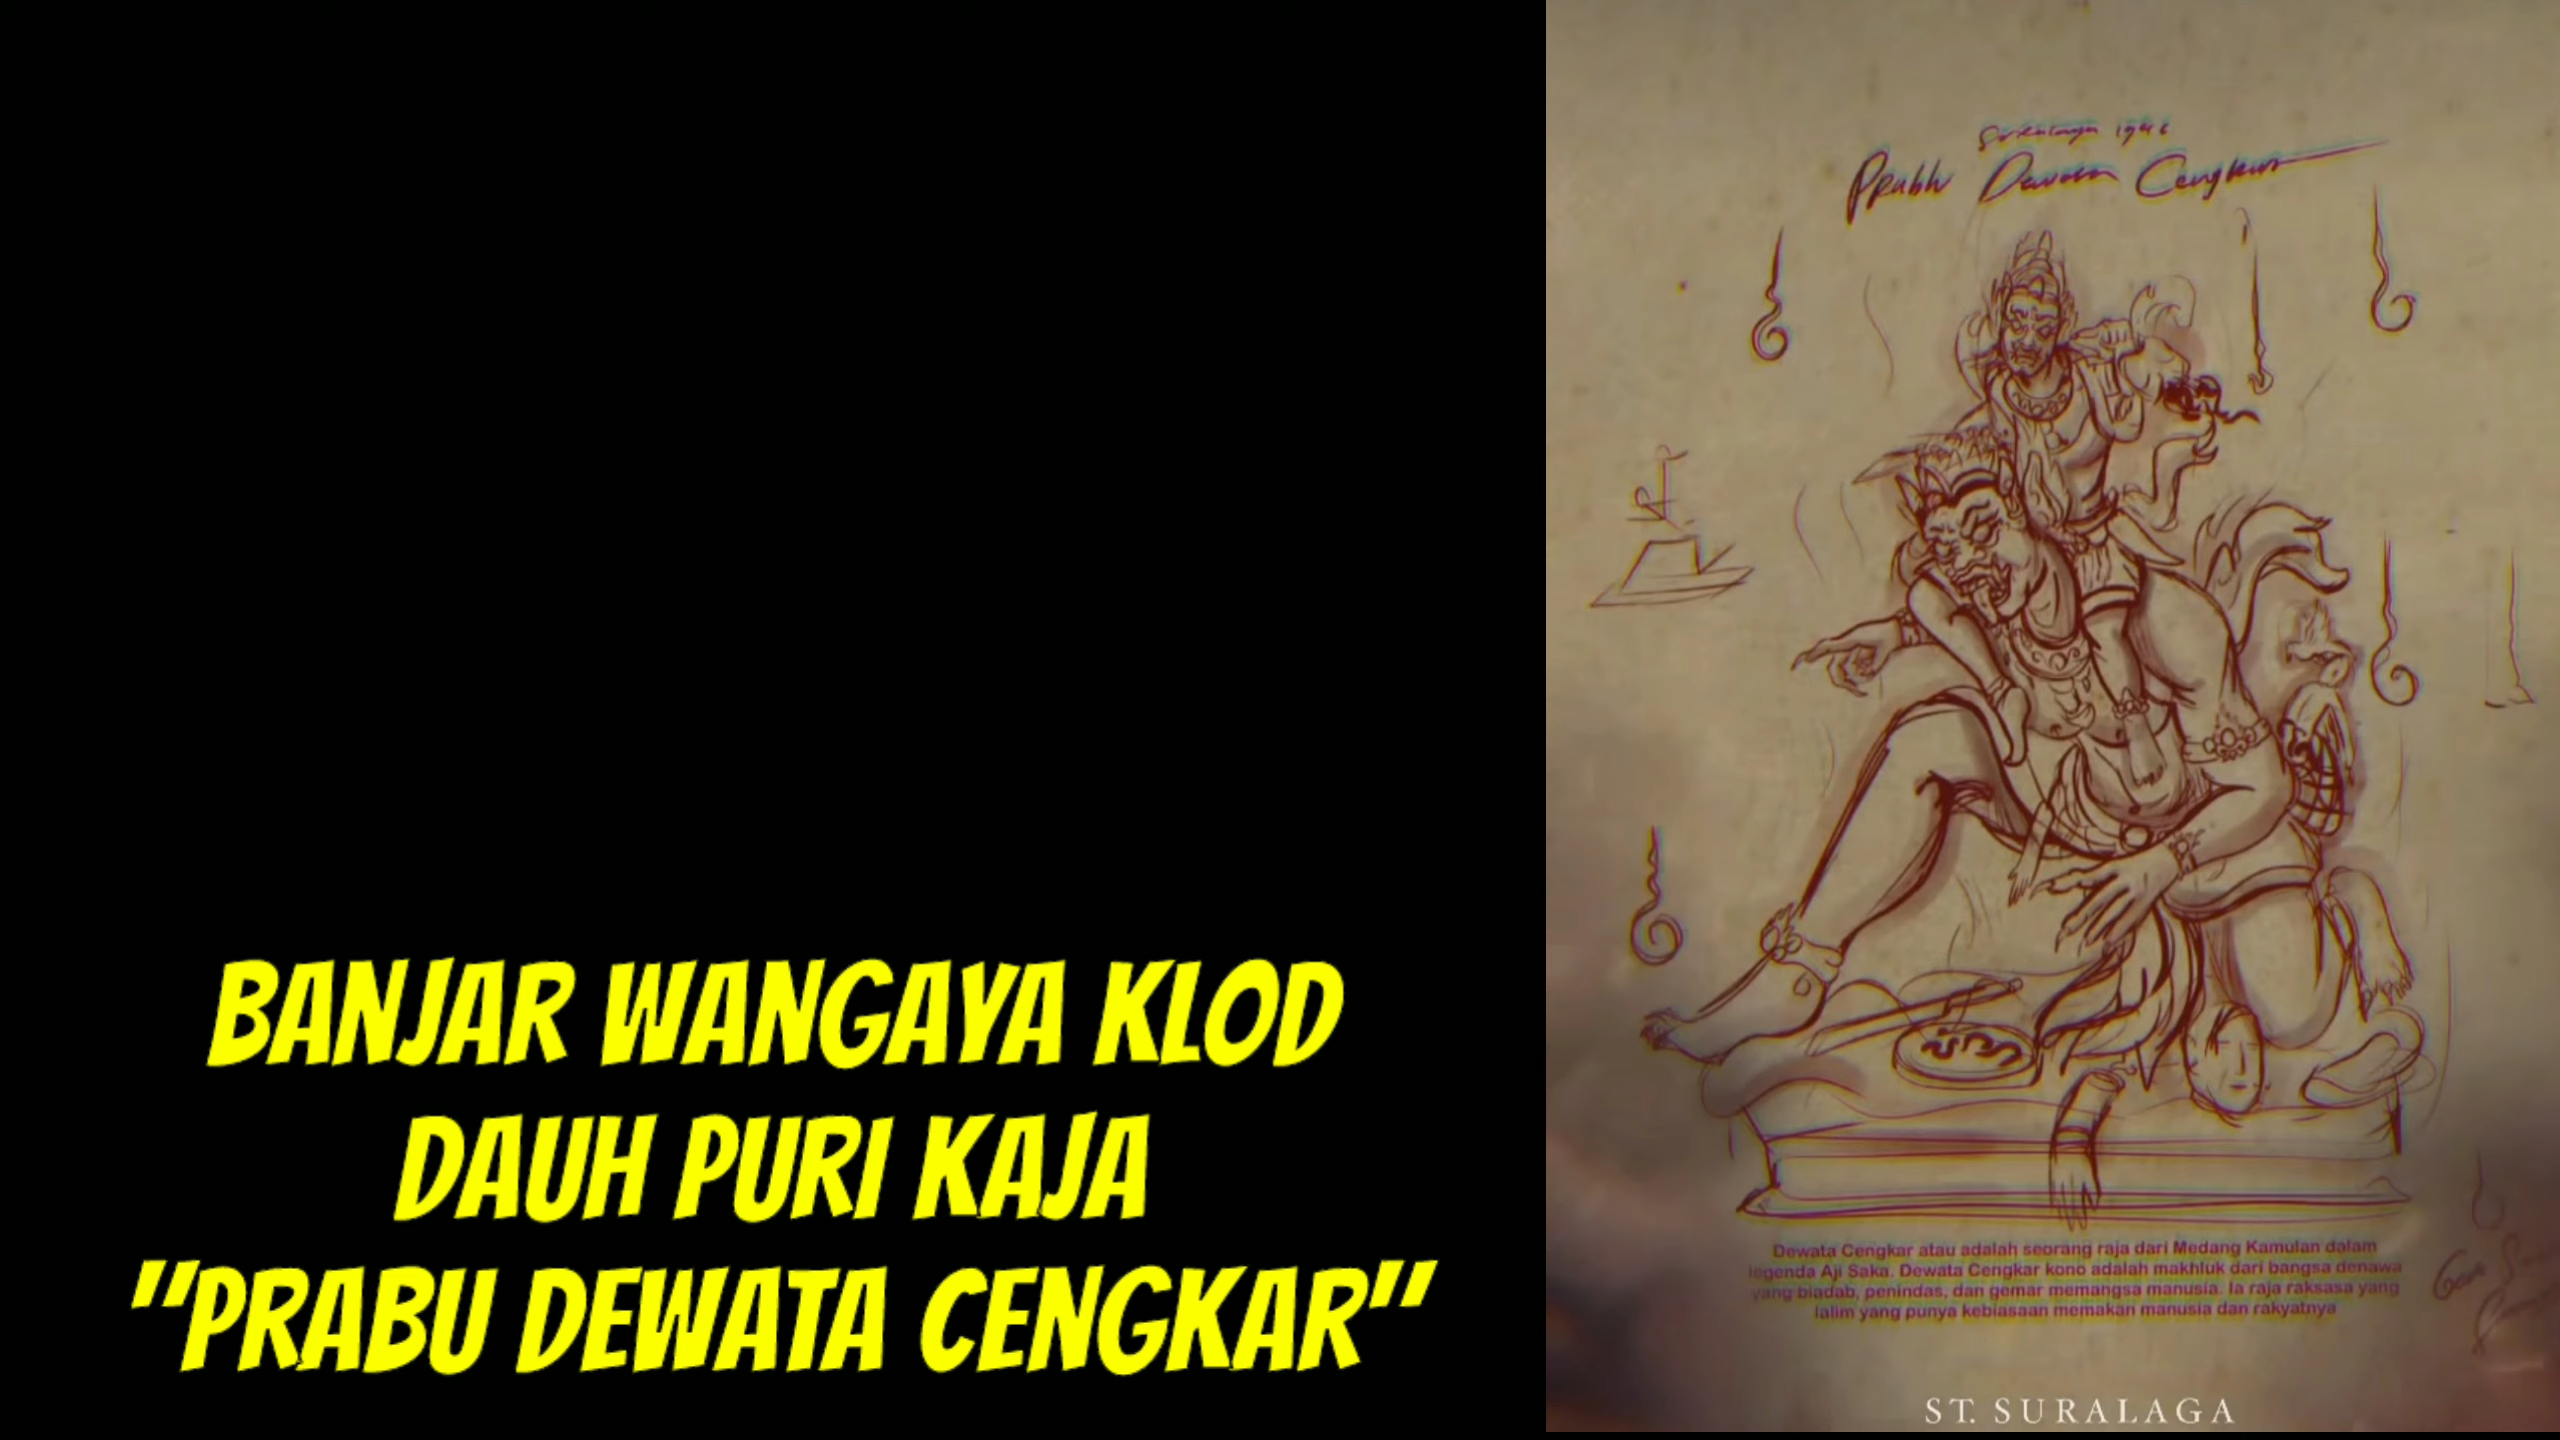 BANJAR WANGAYA KLOD
DAUH PURI KAJA
"PRABU DEWATA CENGKAR"
Prabhu Dewata Cengkar
Dewata Cengkar atau adalah seorang raja dari Medang Kamulan dalam
legenda Aji Saka. Dewata Cengkar kono adalah makhluk dari bangsa denawa
yang biadab, penindas, dan gemar memangsa manusia. Ia raja raksasa yang
lalim yang punya kebiasaan memakan manusia dan rakyatnya
ST. SURALAGA